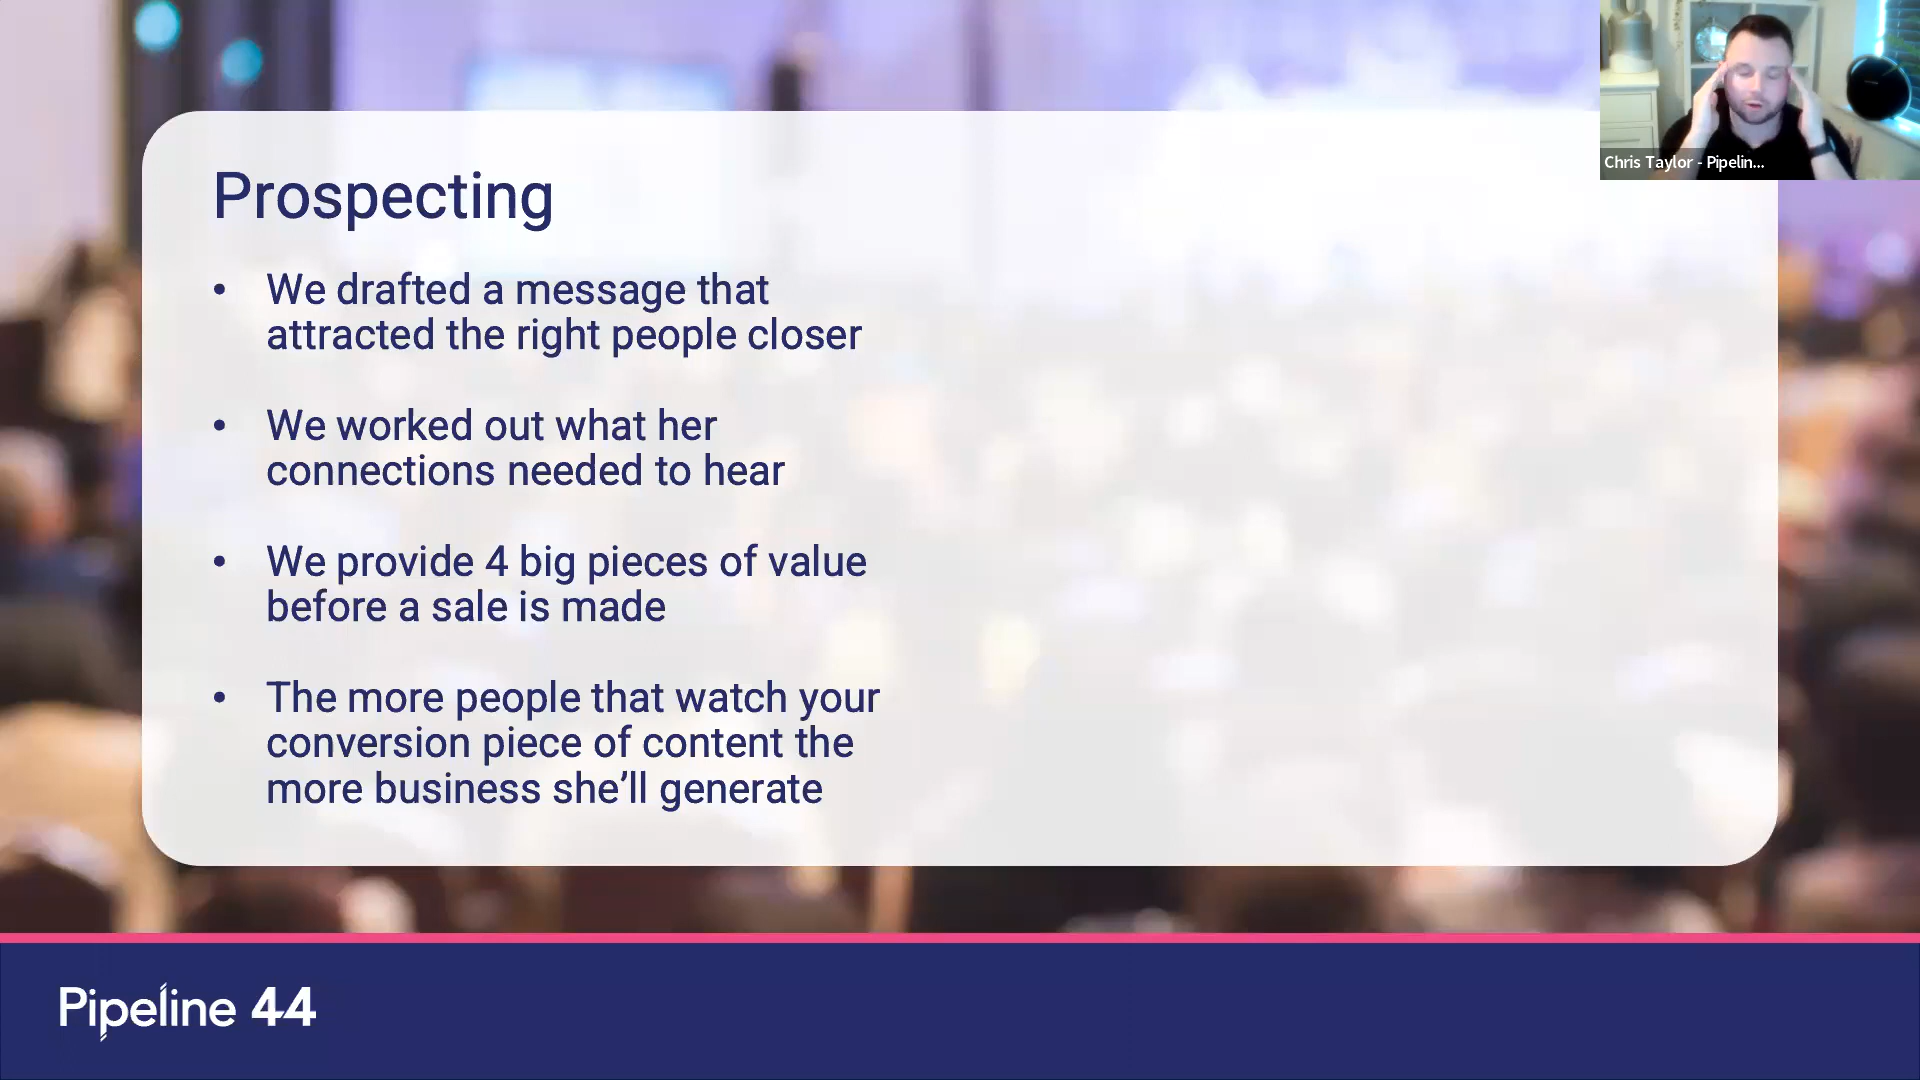 Chris Taylor - Pipelin...
Prospecting
• We drafted a message that
attracted the right people closer
• We worked out what her
connections needed to hear
• We provide 4 big pieces of value
before a sale is made
• The more people that watch your
conversion piece of content the
more business she’ll generate
Pipeline 44